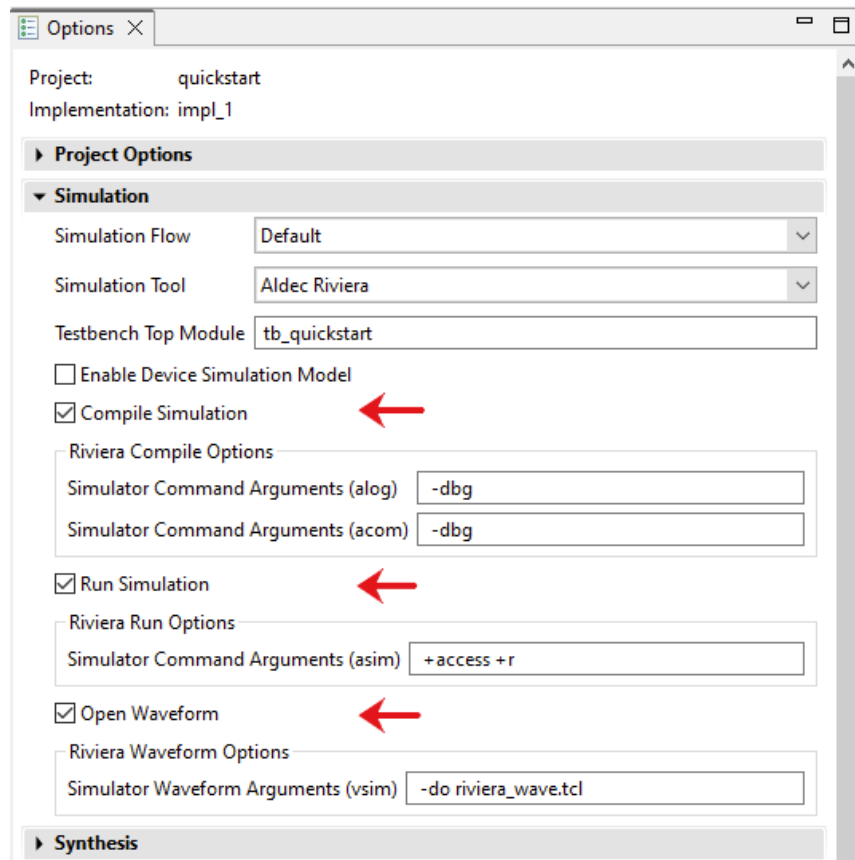 Options
Project: quickstart
Implementation: impl_1
Project Options
Simulation
Simulation Flow Default
Simulation Tool Aldec Riviera
Testbench Top Module tb_quickstart
Enable Device Simulation Model
Compile Simulation
Riviera Compile Options
Simulator Command Arguments (alog) -dbg
Simulator Command Arguments (acom) -dbg
Run Simulation
Riviera Run Options
Simulator Command Arguments (asim) +access +r
Open Waveform
Riviera Waveform Options
Simulator Waveform Arguments (vsim) -do riviera_wave.tcl
Synthesis